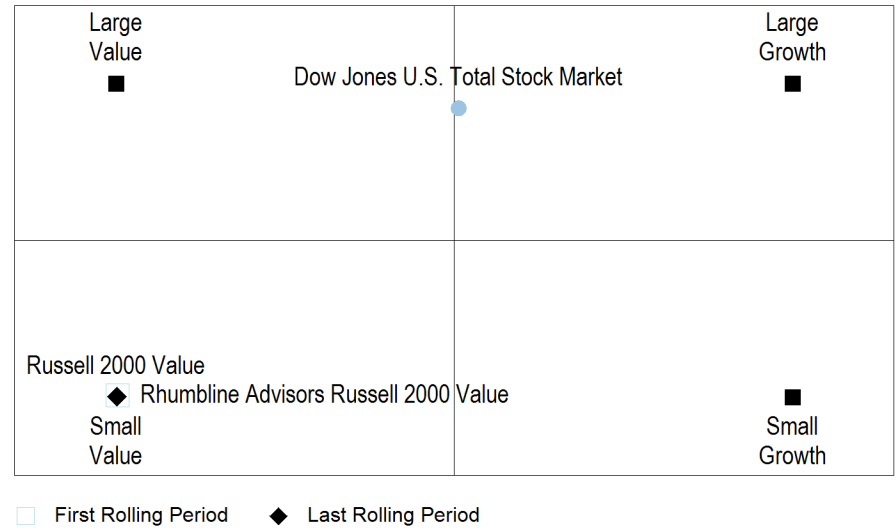 Large
Value
Large
Growth
Dow Jones U.S. Total Stock Market
Russell 2000 Value
Rhumbline Advisors Russell 2000 Value
Small
Value
Small
Growth
First Rolling Period
Last Rolling Period